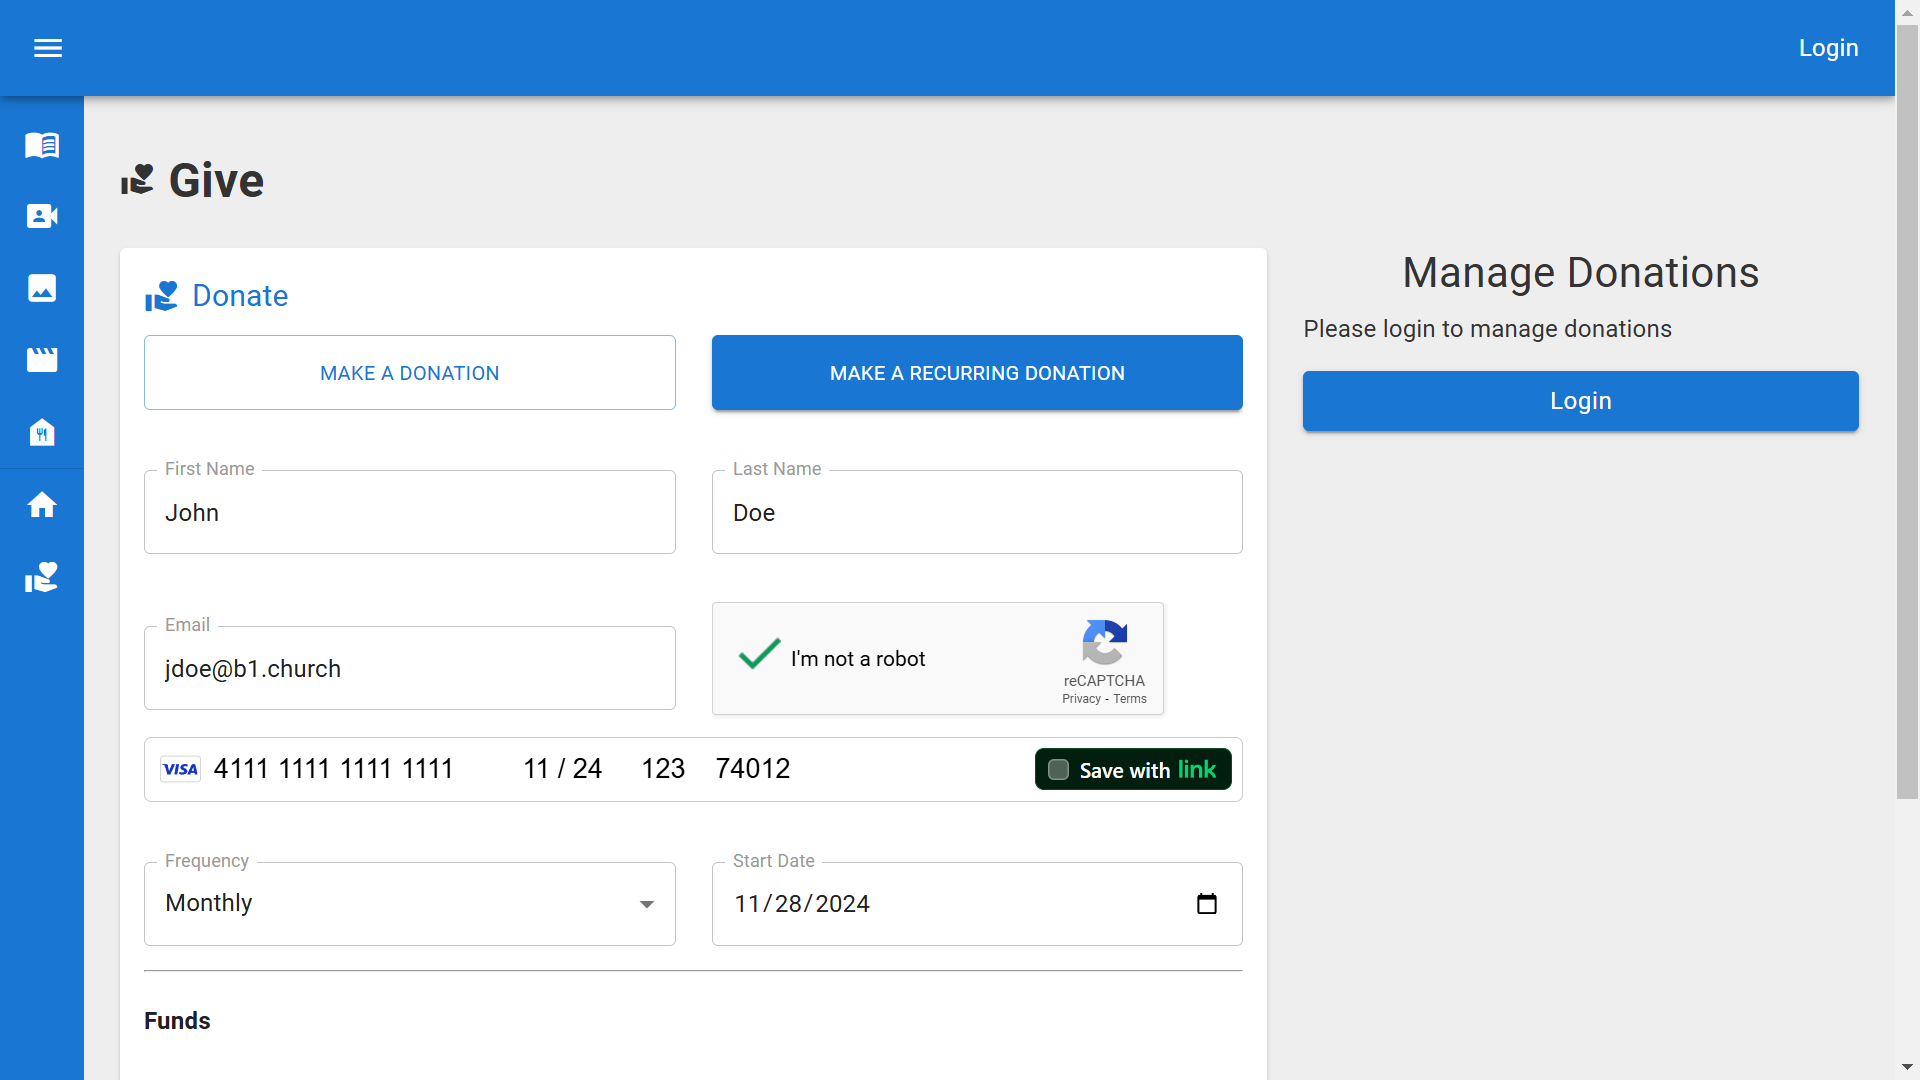 Login
Give
Donate
MAKE A DONATION
MAKE A RECURRING DONATION
First Name
John
Last Name
Doe
Email
jdoe@b1.church
I'm not a robot
reCAPTCHA
Privacy - Terms
VISA 4111 1111 1111 1111 11 / 24 123 74012 Save with link
Frequency
Monthly
Start Date
11/28/2024
Funds
Manage Donations
Please login to manage donations
Login